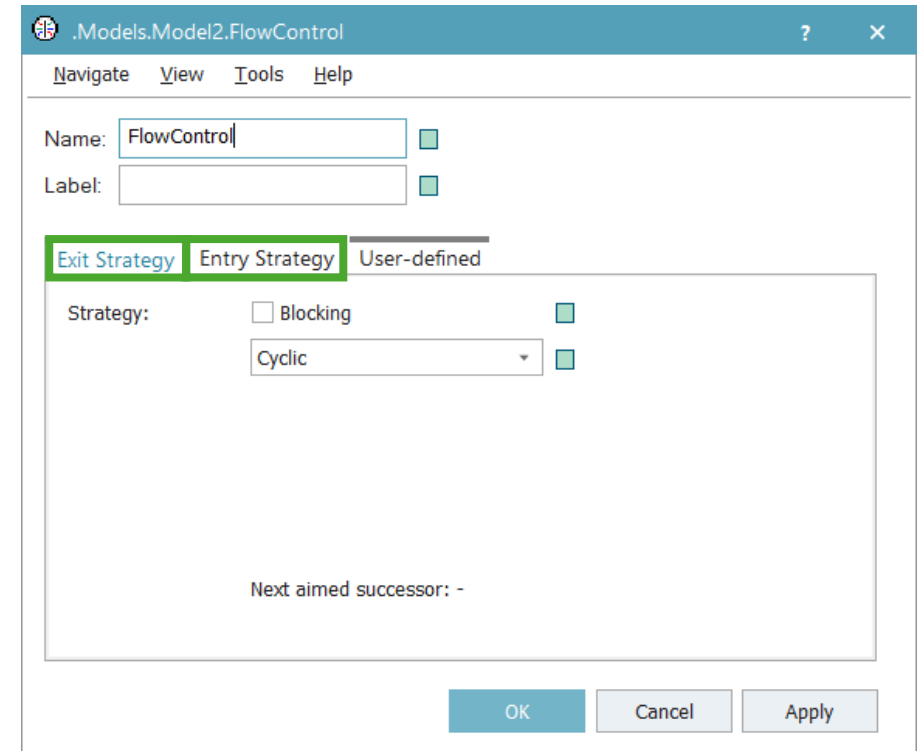 .Models.Model2.FlowControl ? ×
Navigate View Tools Help
Name: FlowControl
Label:
Exit Strategy Entry Strategy User-defined
Strategy: Blocking
Cyclic
Next aimed successor: -
OK Cancel Apply